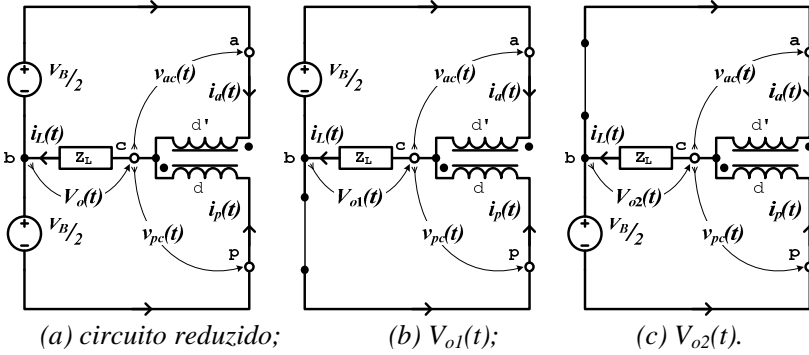 a
V_B/2
v_ac(t)
i_a(t)
d'
i_L(t)
c
b
Z_L
d
V_o(t)
i_p(t)
V_B/2
v_pc(t)
p
(a) circuito reduzido;
a
V_B/2
v_ac(t)
i_a(t)
d'
i_L(t)
c
b
Z_L
d
V_o1(t)
i_p(t)
v_pc(t)
p
(b) V_o1(t);
a
v_ac(t)
i_a(t)
d'
i_L(t)
c
b
Z_L
d
V_o2(t)
i_p(t)
V_B/2
v_pc(t)
p
(c) V_o2(t).